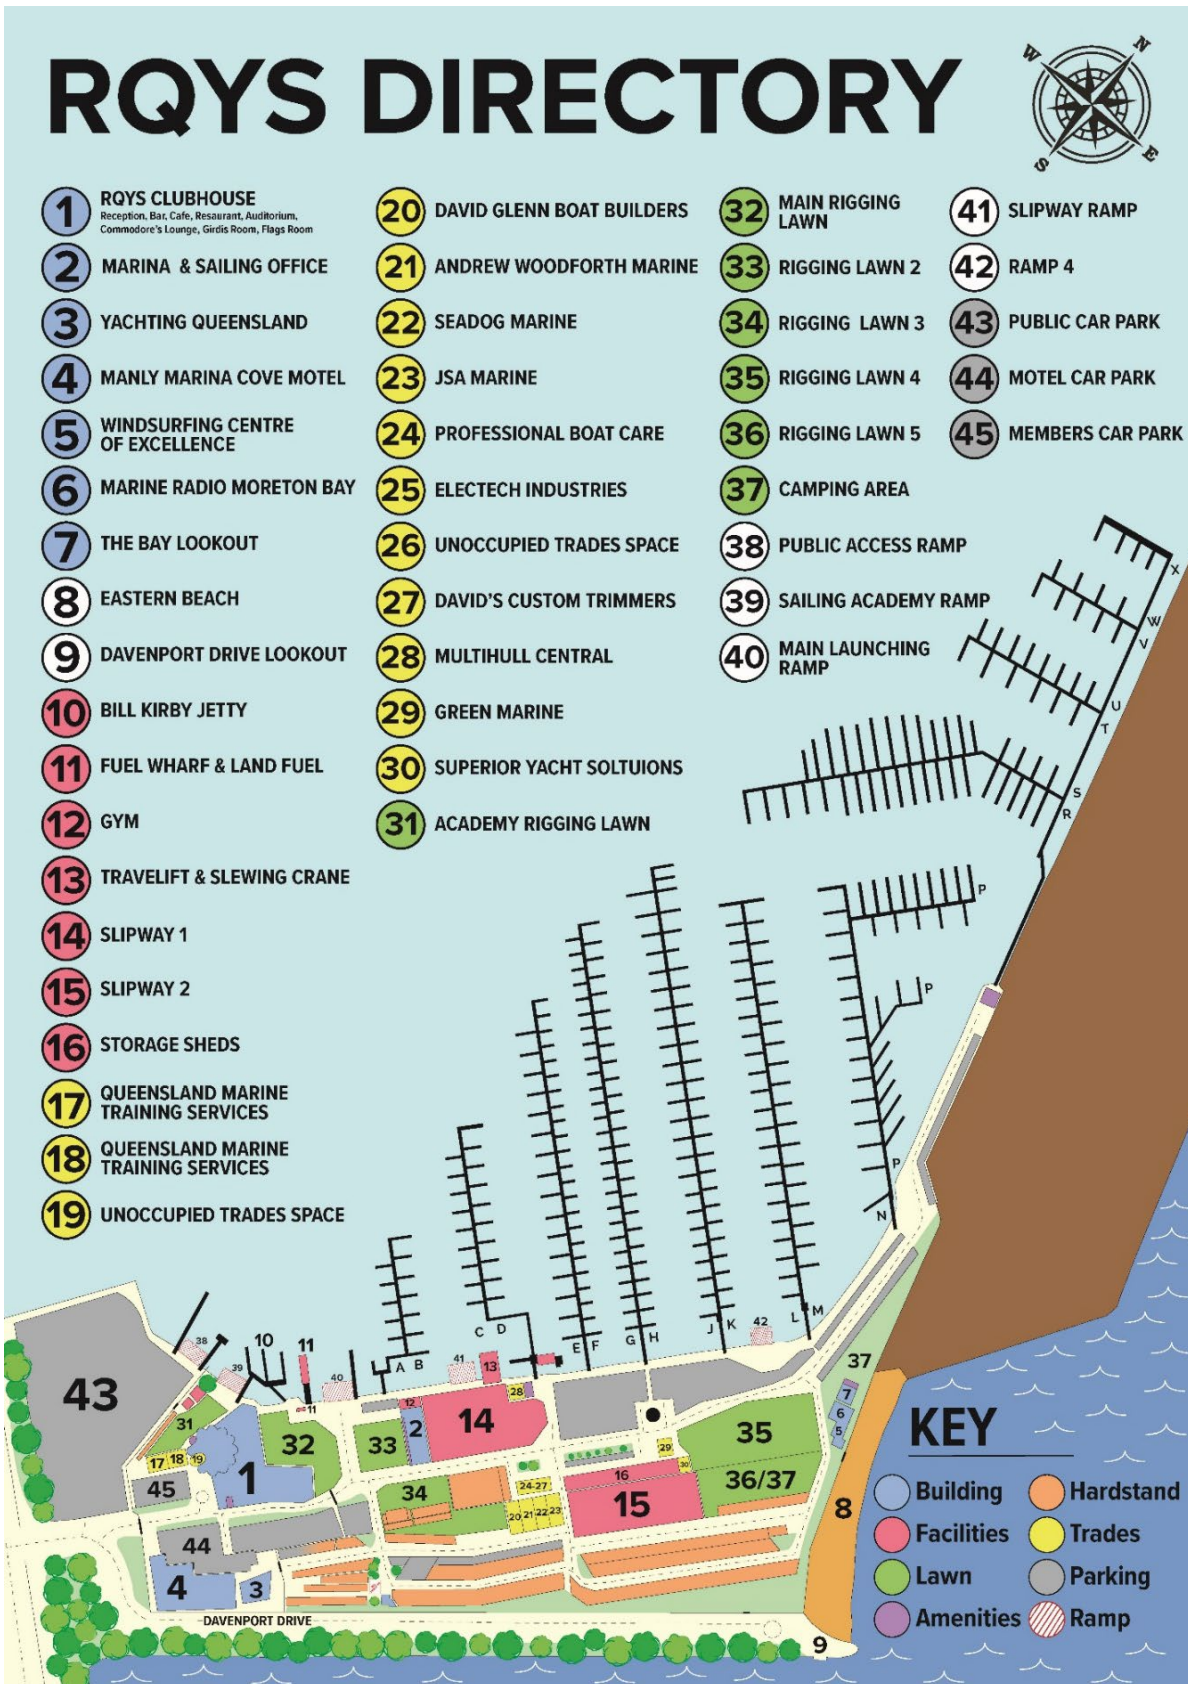 RQYS DIRECTORY
N
W
E
S
1 RQYS CLUBHOUSE
Reception, Bar, Cafe, Resaurant, Auditorium,
Commodore's Lounge, Girdis Room, Flags Room
2 MARINA & SAILING OFFICE
3 YACHTING QUEENSLAND
4 MANLY MARINA COVE MOTEL
5 WINDSURFING CENTRE
OF EXCELLENCE
6 MARINE RADIO MORETON BAY
7 THE BAY LOOKOUT
8 EASTERN BEACH
9 DAVENPORT DRIVE LOOKOUT
10 BILL KIRBY JETTY
11 FUEL WHARF & LAND FUEL
12 GYM
13 TRAVELIFT & SLEWING CRANE
14 SLIPWAY 1
15 SLIPWAY 2
16 STORAGE SHEDS
17 QUEENSLAND MARINE
TRAINING SERVICES
18 QUEENSLAND MARINE
TRAINING SERVICES
19 UNOCCUPIED TRADES SPACE
20 DAVID GLENN BOAT BUILDERS
21 ANDREW WOODFORTH MARINE
22 SEADOG MARINE
23 JSA MARINE
24 PROFESSIONAL BOAT CARE
25 ELECTECH INDUSTRIES
26 UNOCCUPIED TRADES SPACE
27 DAVID'S CUSTOM TRIMMERS
28 MULTIHULL CENTRAL
29 GREEN MARINE
30 SUPERIOR YACHT SOLTUIONS
31 ACADEMY RIGGING LAWN
32 MAIN RIGGING
LAWN
33 RIGGING LAWN 2
34 RIGGING LAWN 3
35 RIGGING LAWN 4
36 RIGGING LAWN 5
37 CAMPING AREA
38 PUBLIC ACCESS RAMP
39 SAILING ACADEMY RAMP
40 MAIN LAUNCHING
RAMP
41 SLIPWAY RAMP
42 RAMP 4
43 PUBLIC CAR PARK
44 MOTEL CAR PARK
45 MEMBERS CAR PARK
X
W
V
U
T
S
R
P
P
P
N
A B
C D
E F
G H
J K
L M
38
39
10
11
11
40
41
13
42
37
43
31
17 18 19
45
1
32
33
12
2
14
28
34
24-27
20 21 22 23
16
15
29
30
35
36/37
7
6
5
8
9
44
4
3
DAVENPORT DRIVE
KEY
Building
Facilities
Lawn
Amenities
Hardstand
Trades
Parking
Ramp